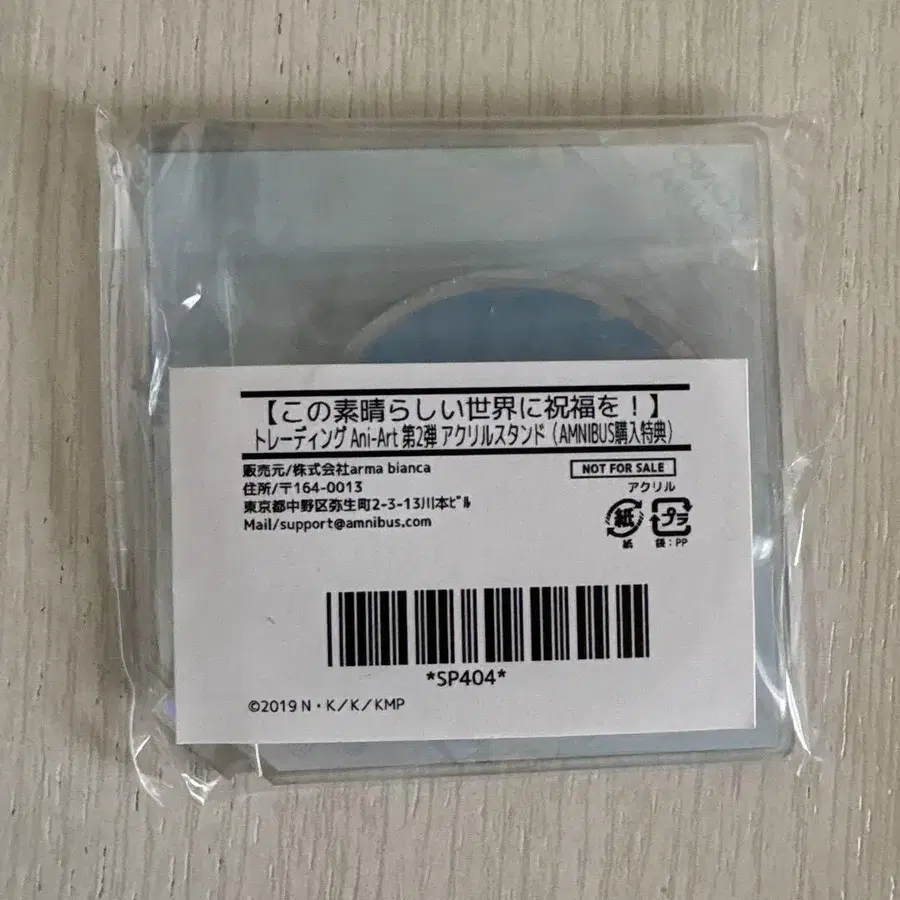 【この素晴らしい世界に祝福を！】
トレーディング Ani-Art 第2弾 アクリルスタンド（AMNIBUS購入特典）
販売元/株式会社arma bianca
住所/〒164-0013
東京都中野区弥生町2-3-13川本ﾋﾞﾙ
Mail/support@amnibus.com
NOT FOR SALE
アクリル
紙 プラ
紙 袋：PP
*SP404*
©2019 N・K/K/KMP